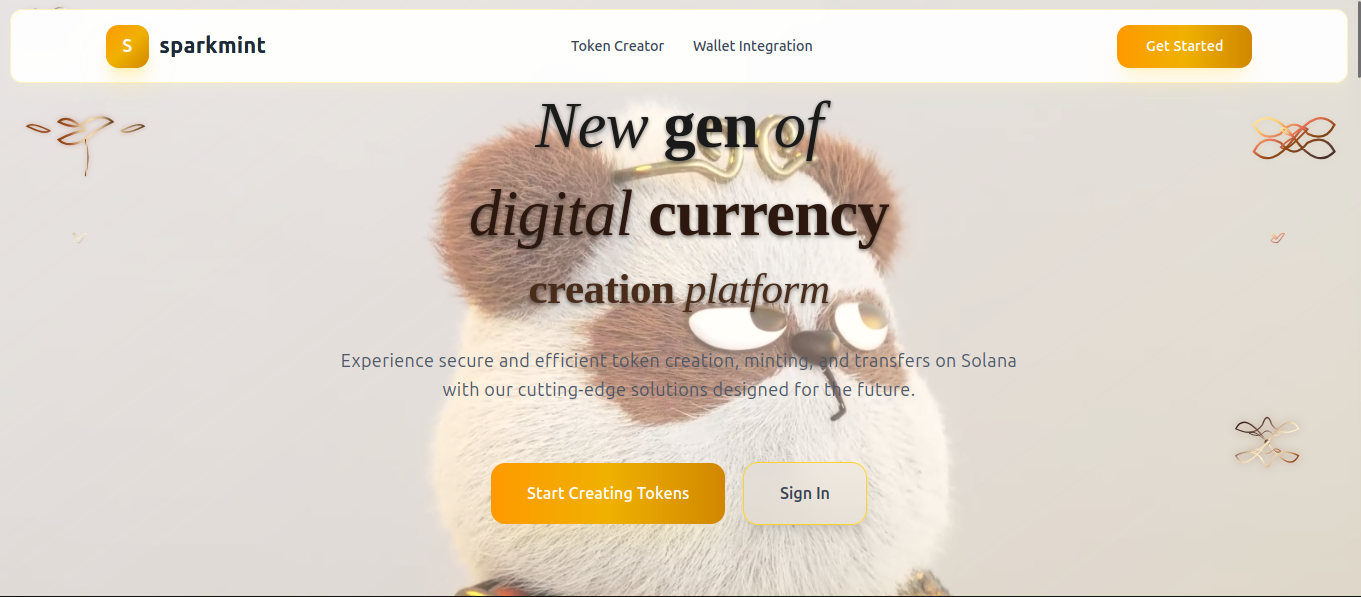 S
sparkmint
Token Creator
Wallet Integration
Get Started
New gen of
digital currency
creation platform
Experience secure and efficient token creation, minting, and transfers on Solana
with our cutting-edge solutions designed for the future.
Start Creating Tokens
Sign In